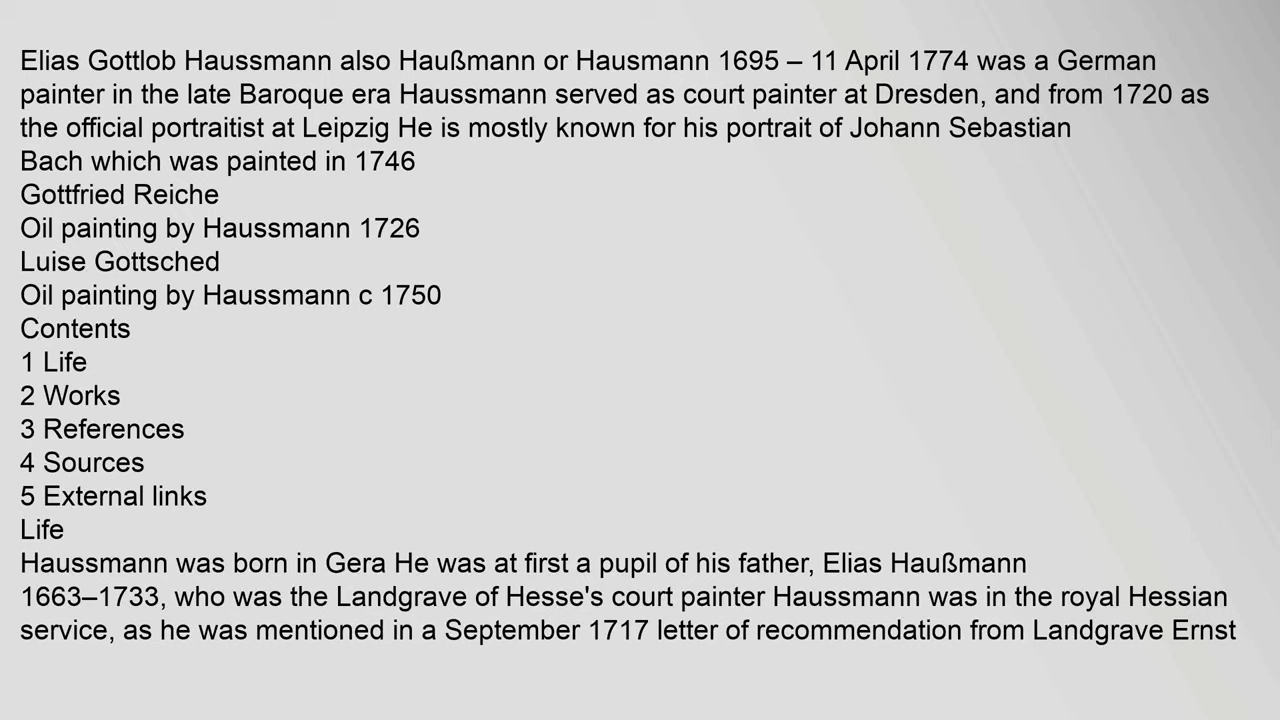 Elias Gottlob Haussmann also Haußmann or Hausmann 1695 – 11 April 1774 was a German
painter in the late Baroque era Haussmann served as court painter at Dresden, and from 1720 as
the official portraitist at Leipzig He is mostly known for his portrait of Johann Sebastian
Bach which was painted in 1746
Gottfried Reiche
Oil painting by Haussmann 1726
Luise Gottsched
Oil painting by Haussmann c 1750
Contents
1 Life
2 Works
3 References
4 Sources
5 External links
Life
Haussmann was born in Gera He was at first a pupil of his father, Elias Haußmann
1663–1733, who was the Landgrave of Hesse's court painter Haussmann was in the royal Hessian
service, as he was mentioned in a September 1717 letter of recommendation from Landgrave Ernst